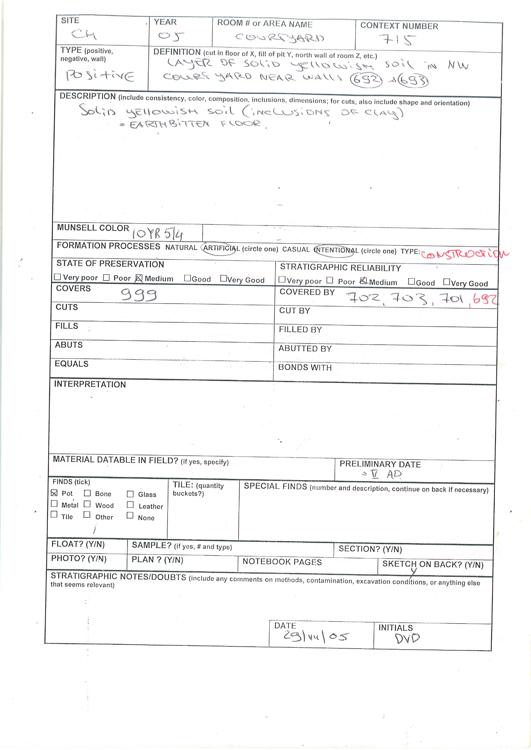 SITE
CH
YEAR
05
ROOM # or AREA NAME
COURTYARD
CONTEXT NUMBER
715
TYPE (positive, negative, wall)
POSITIVE
DEFINITION (cut in floor of X, fill of pit Y, north wall of room Z, etc.)
LAYER OF SOLID YELLOWISH SOIL IN NW
COURTYARD NEAR WALLS (692) + (693)
DESCRIPTION (include consistency, color, composition, inclusions, dimensions; for cuts, also include shape and orientation)
SOLID YELLOWISH SOIL (INCLUSIONS OF CLAY)
= EARTHBITTEN FLOOR.
MUNSELL COLOR 10YR 5/4
FORMATION PROCESSES NATURAL ARTIFICIAL (circle one) CASUAL INTENTIONAL (circle one) TYPE: CONSTRUCTION
STATE OF PRESERVATION
☐ Very poor ☐ Poor ☒ Medium ☐ Good ☐ Very Good
STRATIGRAPHIC RELIABILITY
☐ Very poor ☐ Poor ☒ Medium ☐ Good ☐ Very Good
COVERS 999
COVERED BY 702, 703, 701, 692
CUTS
CUT BY
FILLS
FILLED BY
ABUTS
ABUTTED BY
EQUALS
BONDS WITH
INTERPRETATION
MATERIAL DATABLE IN FIELD? (if yes, specify)
PRELIMINARY DATE
V AD
FINDS (tick)
☒ Pot ☐ Bone ☐ Glass
☐ Metal ☐ Wood ☐ Leather
☐ Tile ☐ Other ☐ None
TILE: (quantity buckets?)
SPECIAL FINDS (number and description, continue on back if necessary)
FLOAT? (Y/N)
SAMPLE? (if yes, # and type)
SECTION? (Y/N)
PHOTO? (Y/N)
PLAN ? (Y/N)
NOTEBOOK PAGES
SKETCH ON BACK? (Y/N)
Y
STRATIGRAPHIC NOTES/DOUBTS (include any comments on methods, contamination, excavation conditions, or anything else
that seems relevant)
DATE
29/VII/05
INITIALS
DVD